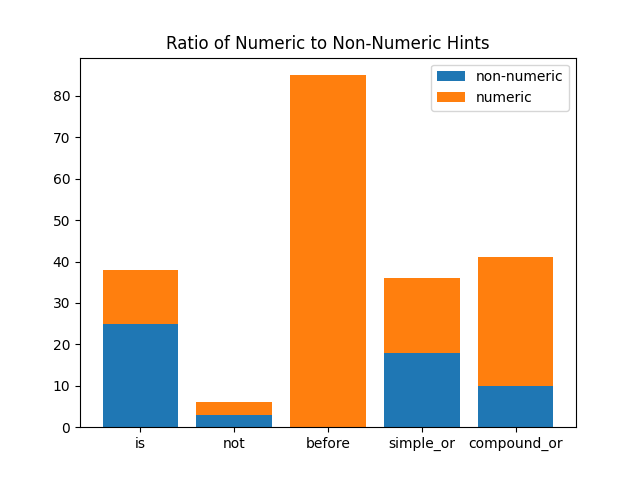 Ratio of Numeric to Non-Numeric Hints
non-numeric
numeric
80
70
60
50
40
30
20
10
0
is not before simple_or compound_or